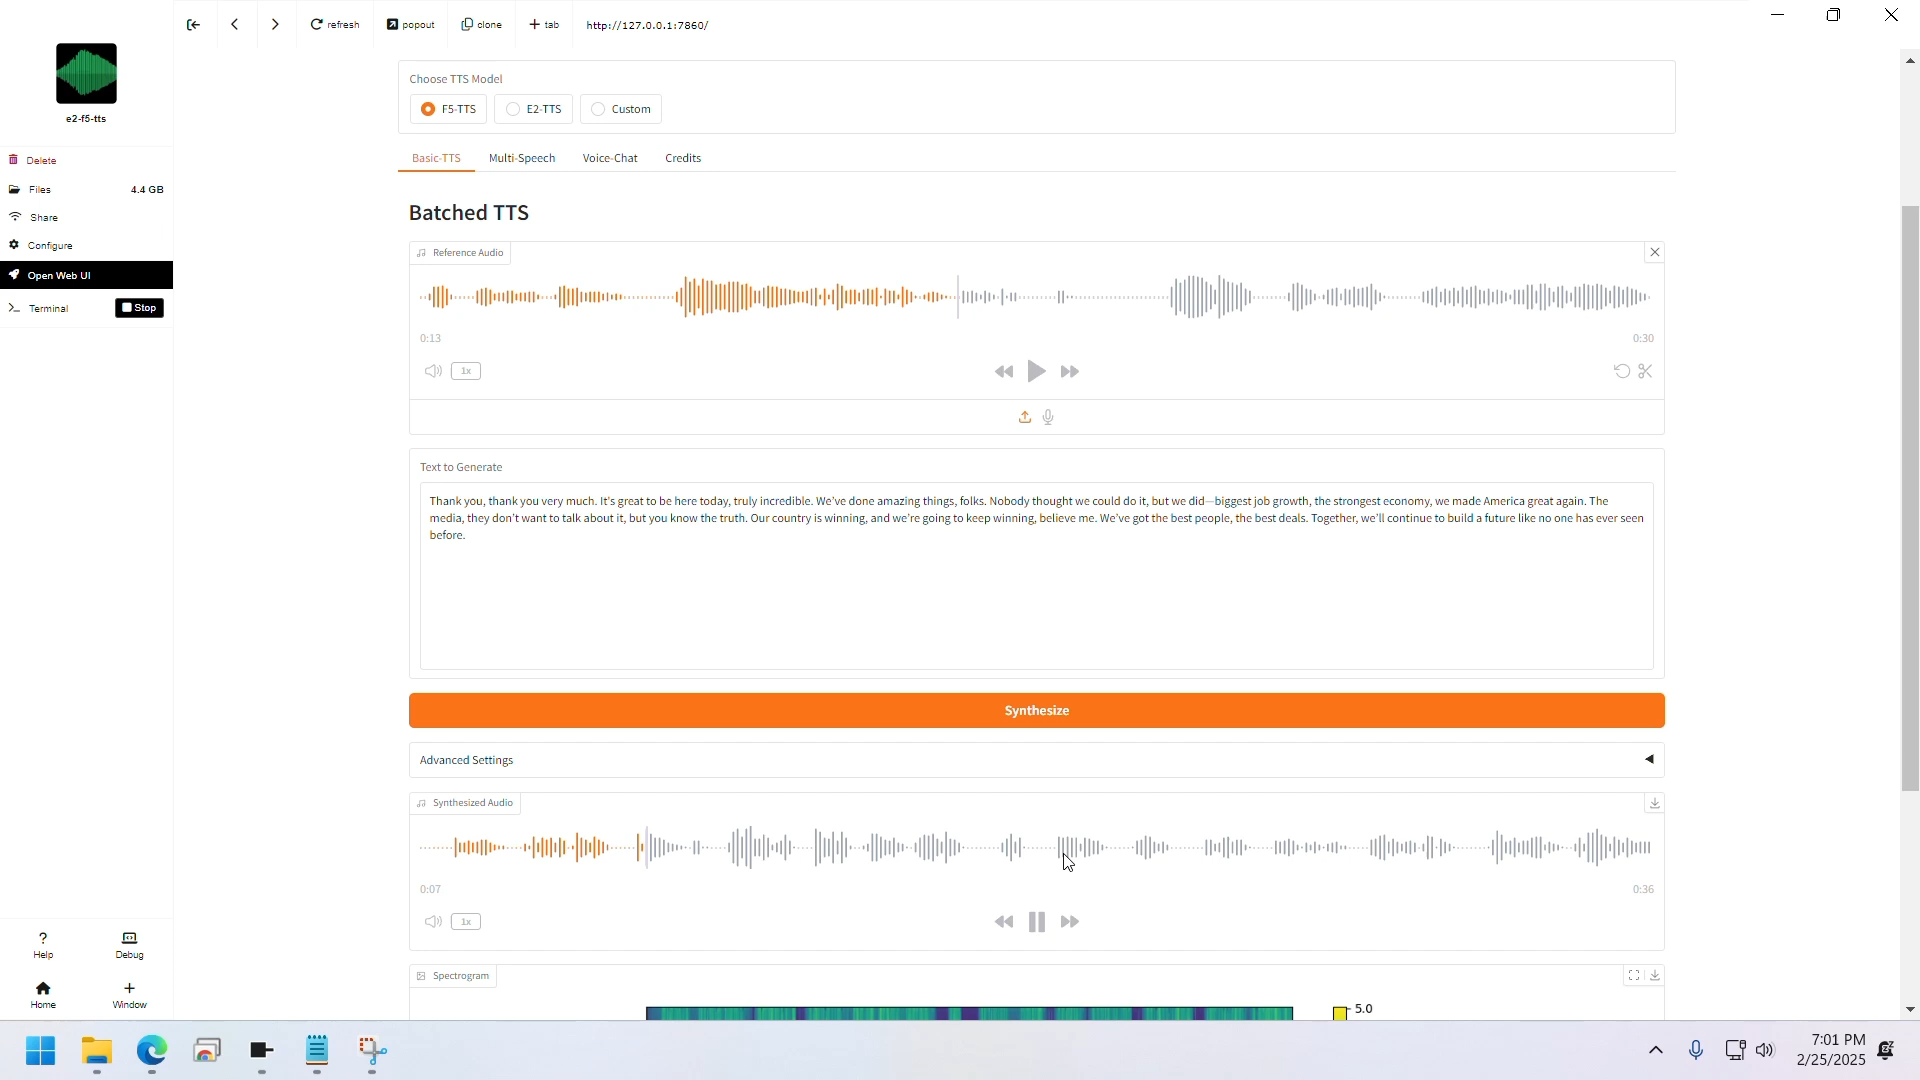 refresh
popout
clone
tab
http://127.0.0.1:7860/
e2-f5-tts
Delete
Files 4.4 GB
Share
Configure
Open Web UI
Terminal Stop
Choose TTS Model
F5-TTS E2-TTS Custom
Basic-TTS Multi-Speech Voice-Chat Credits
Batched TTS
Reference Audio
0:13 0:30
1x
Text to Generate
Thank you, thank you very much. It's great to be here today, truly incredible. We've done amazing things, folks. Nobody thought we could do it, but we did—biggest job growth, the strongest economy, we made America great again. The
media, they don't want to talk about it, but you know the truth. Our country is winning, and we're going to keep winning, believe me. We've got the best people, the best deals. Together, we'll continue to build a future like no one has ever seen
before.
Synthesize
Advanced Settings
Synthesized Audio
0:07 0:36
1x
Spectrogram
5.0
Help Debug
Home Window
7:01 PM
2/25/2025